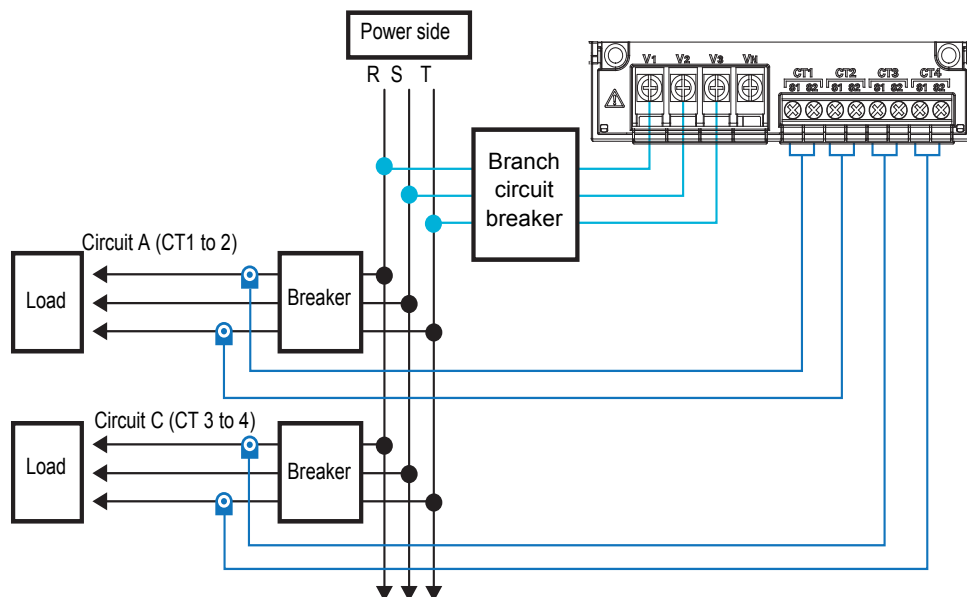 Power side
R S T
V1 V2 V3 VN
CT1 CT2 CT3 CT4
S1 S2 S1 S2 S1 S2 S1 S2
Branch
circuit
breaker
Circuit A (CT1 to 2)
Load
Breaker
Circuit C (CT 3 to 4)
Load
Breaker